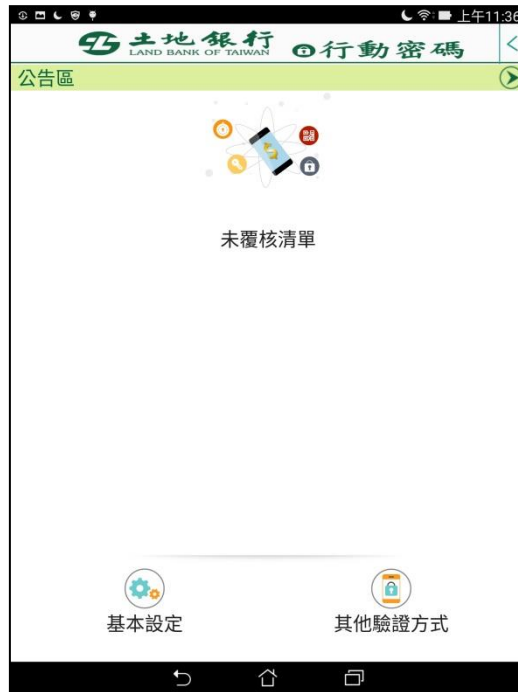 上午11:36
土地銀行
LAND BANK OF TAIWAN
行動密碼
公告區
未覆核清單
基本設定
其他驗證方式